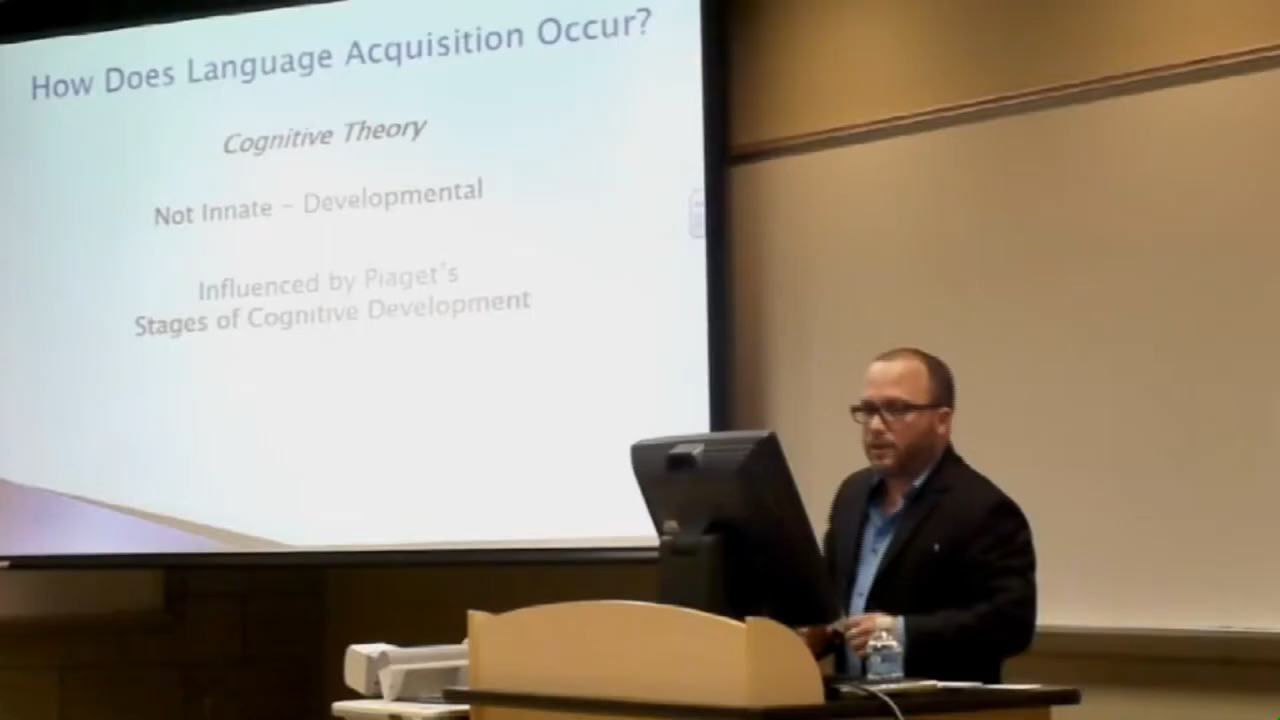 How Does Language Acquisition Occur?
Cognitive Theory
Not Innate – Developmental
Influenced by Piaget's
Stages of Cognitive Development